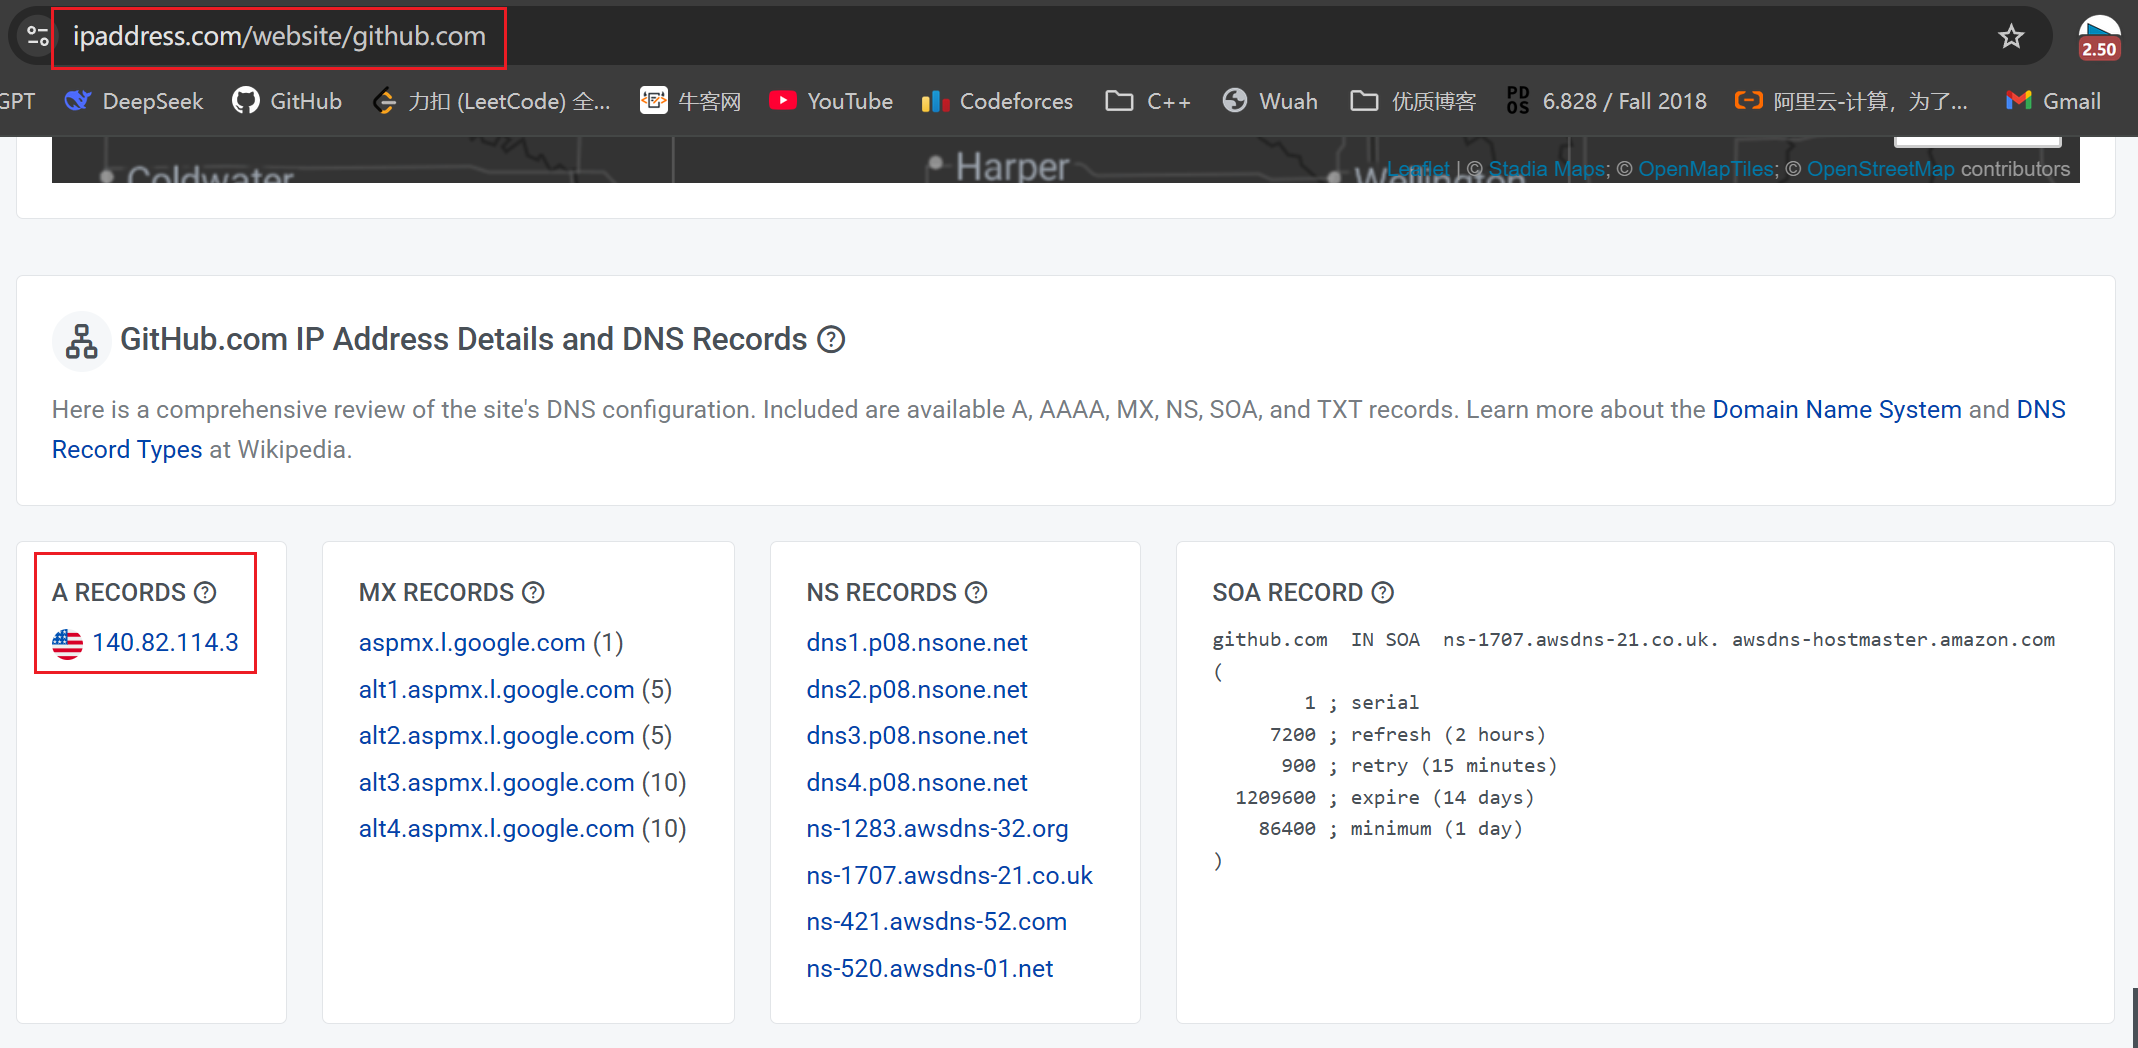 ipaddress.com/website/github.com
2.50
GPT DeepSeek GitHub 力扣 (LeetCode) 全... 牛客网 YouTube Codeforces C++ Wuah 优质博客 PDOS 6.828 / Fall 2018 阿里云-计算，为了... Gmail
Coldwater Harper Wellington
Leaflet | © Stadia Maps; © OpenMapTiles; © OpenStreetMap contributors
GitHub.com IP Address Details and DNS Records ?
Here is a comprehensive review of the site's DNS configuration. Included are available A, AAAA, MX, NS, SOA, and TXT records. Learn more about the Domain Name System and DNS
Record Types at Wikipedia.
A RECORDS ?
140.82.114.3
MX RECORDS ?
aspmx.l.google.com (1)
alt1.aspmx.l.google.com (5)
alt2.aspmx.l.google.com (5)
alt3.aspmx.l.google.com (10)
alt4.aspmx.l.google.com (10)
NS RECORDS ?
dns1.p08.nsone.net
dns2.p08.nsone.net
dns3.p08.nsone.net
dns4.p08.nsone.net
ns-1283.awsdns-32.org
ns-1707.awsdns-21.co.uk
ns-421.awsdns-52.com
ns-520.awsdns-01.net
SOA RECORD ?
github.com IN SOA ns-1707.awsdns-21.co.uk. awsdns-hostmaster.amazon.com
(
1 ; serial
7200 ; refresh (2 hours)
900 ; retry (15 minutes)
1209600 ; expire (14 days)
86400 ; minimum (1 day)
)